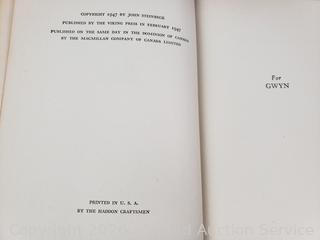 COPYRIGHT 1947 BY JOHN STEINBECK
PUBLISHED BY THE VIKING PRESS IN FEBRUARY 1947
PUBLISHED ON THE SAME DAY IN THE DOMINION OF CANADA
BY THE MACMILLAN COMPANY OF CANADA LIMITED
PRINTED IN U. S. A.
BY THE HADDON CRAFTSMEN
For
GWYN